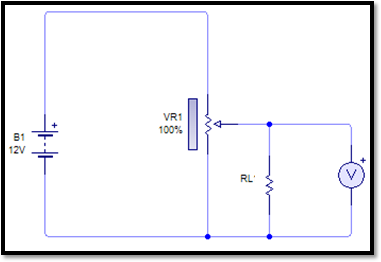 VR1
100%
B1
12V
RL'
V
+
+